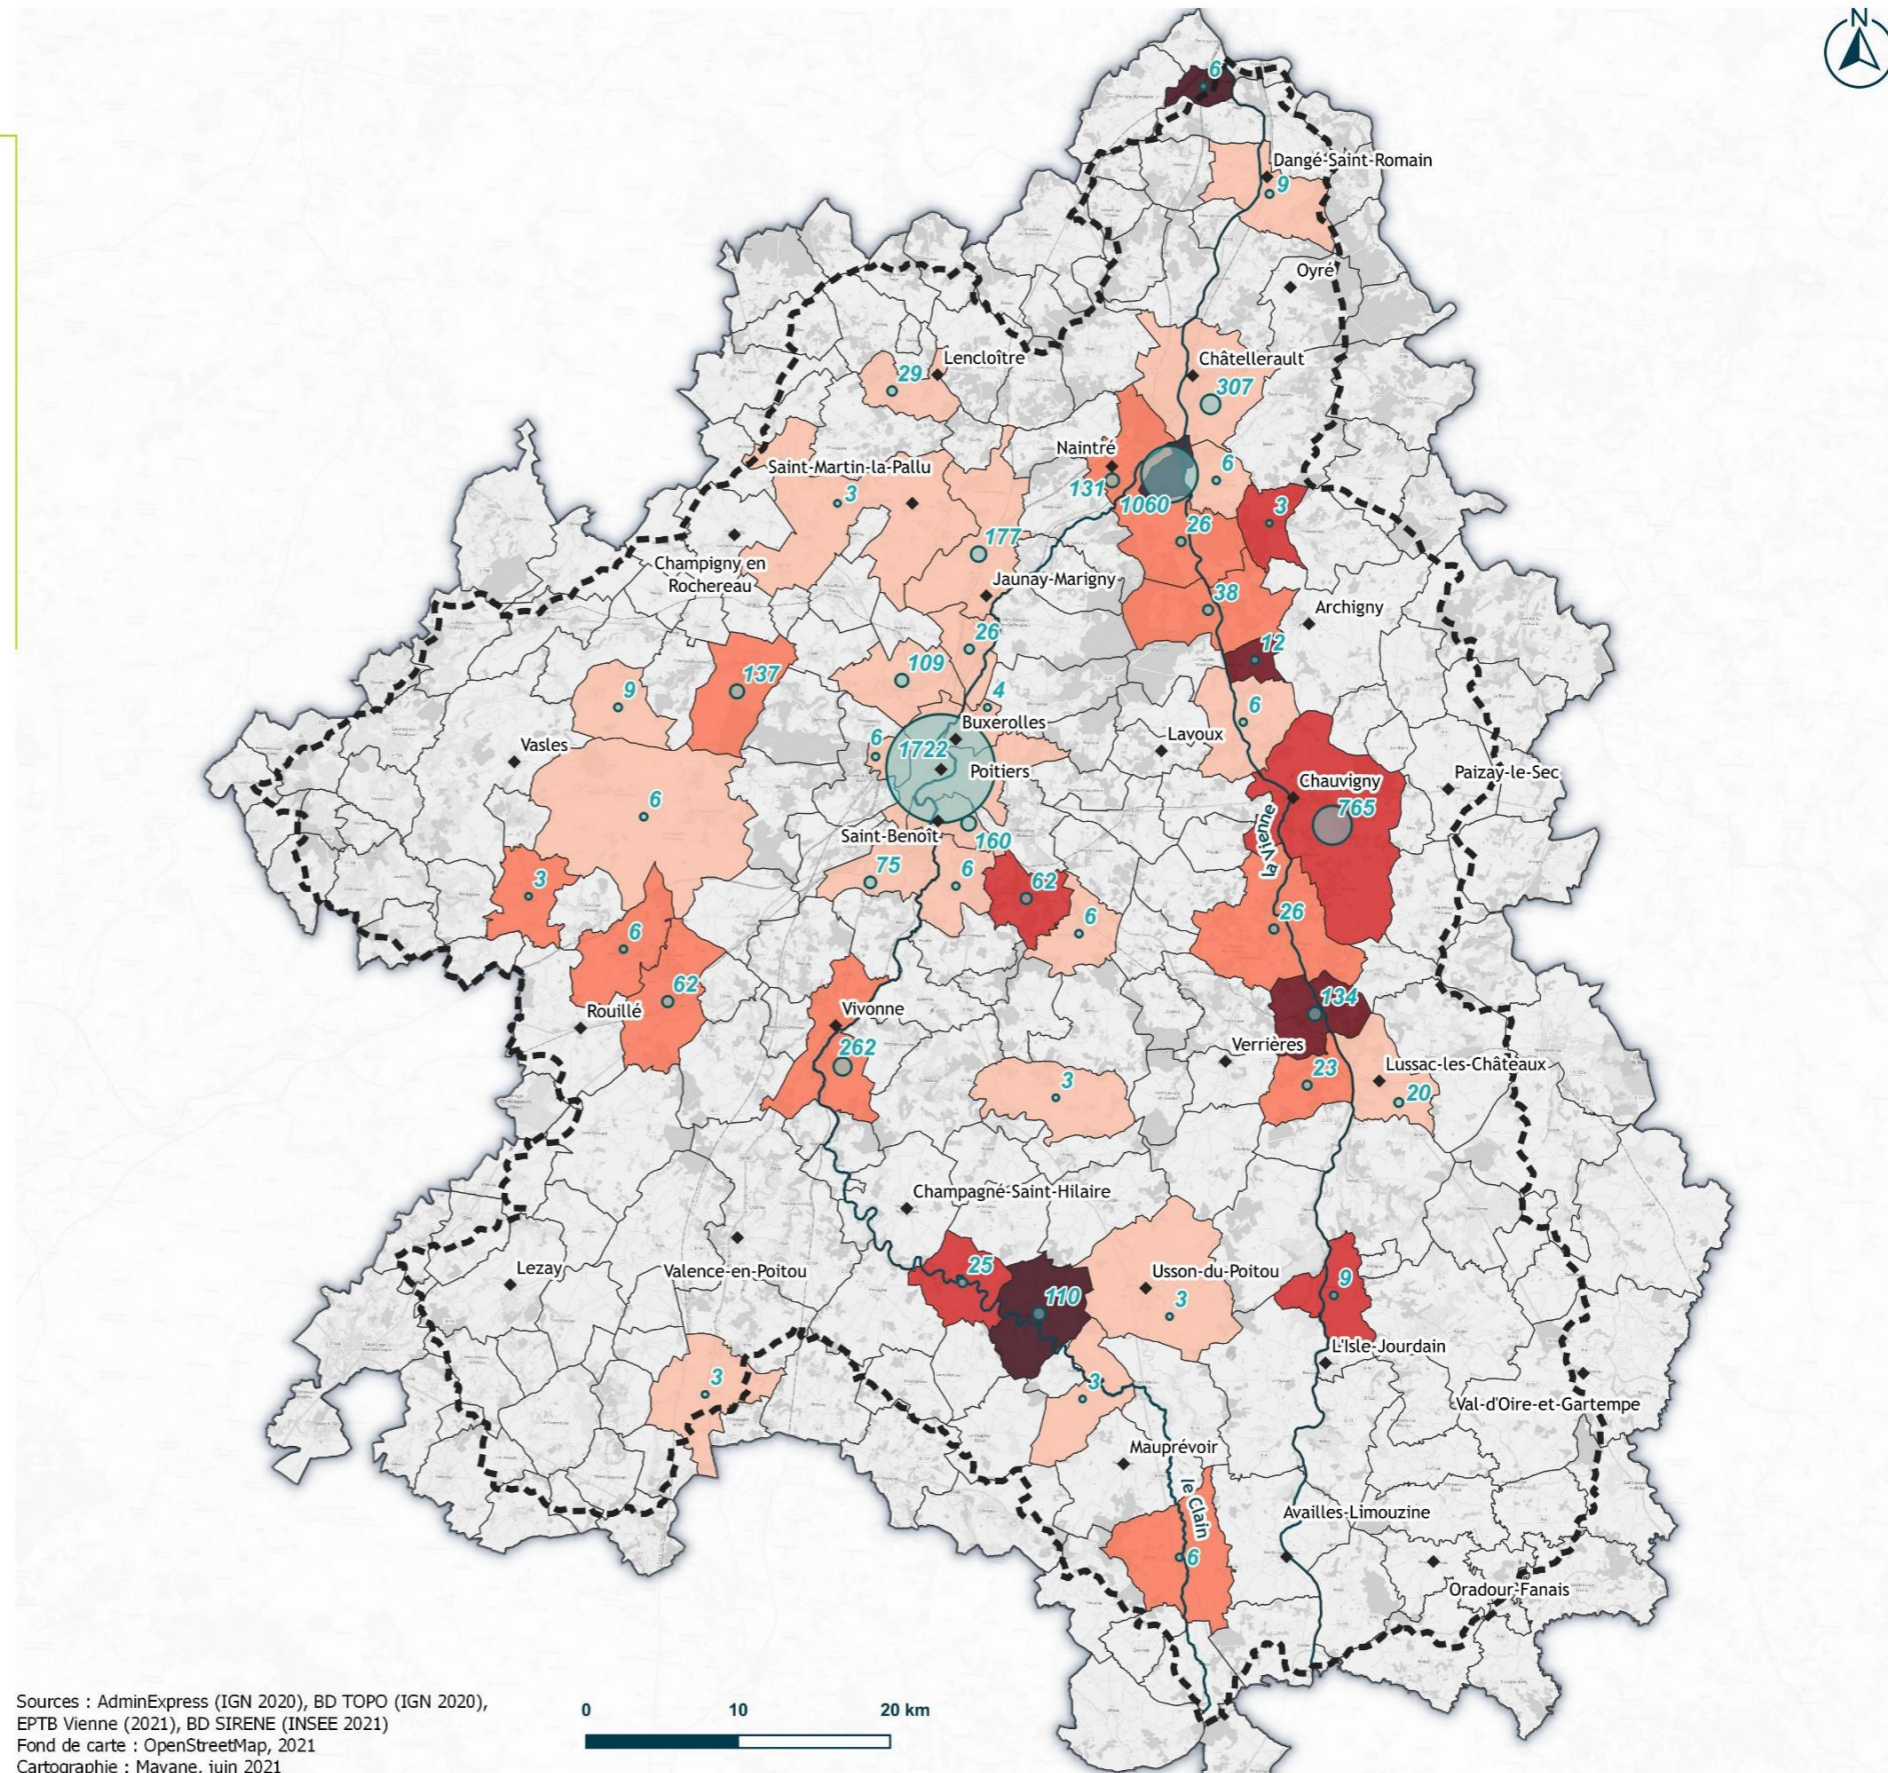 N
6
Dangé-Saint-Romain
9
Oyré
Lencloître
29
Châtellerault
307
Naintré
131
1060
6
Saint-Martin-la-Pallu
3
177
26
3
Champigny en
Rochereau
Jaunay-Marigny
38
Archigny
26
12
109
137
9
4
6
Buxerolles
Lavoux
Vasles
6
1722
Poitiers
Chauvigny
Paizay-le-Sec
765
6
la Vienne
Saint-Benoît
160
75
6
62
3
6
26
6
62
134
Rouillé
Vivonne
262
Verrières
Lussac-les-Châteaux
23
20
3
Champagné-Saint-Hilaire
25
110
Usson-du-Poitou
3
9
Lezay
Valence-en-Poitou
L'Isle-Jourdain
3
3
Val-d'Oire-et-Gartempe
Mauprévoir
le Clain
Availles-Limouzine
6
Oradour-Fanais
Sources : AdminExpress (IGN 2020), BD TOPO (IGN 2020),
EPTB Vienne (2021), BD SIRENE (INSEE 2021)
Fond de carte : OpenStreetMap, 2021
Cartographie : Mayane, juin 2021
0 10 20 km